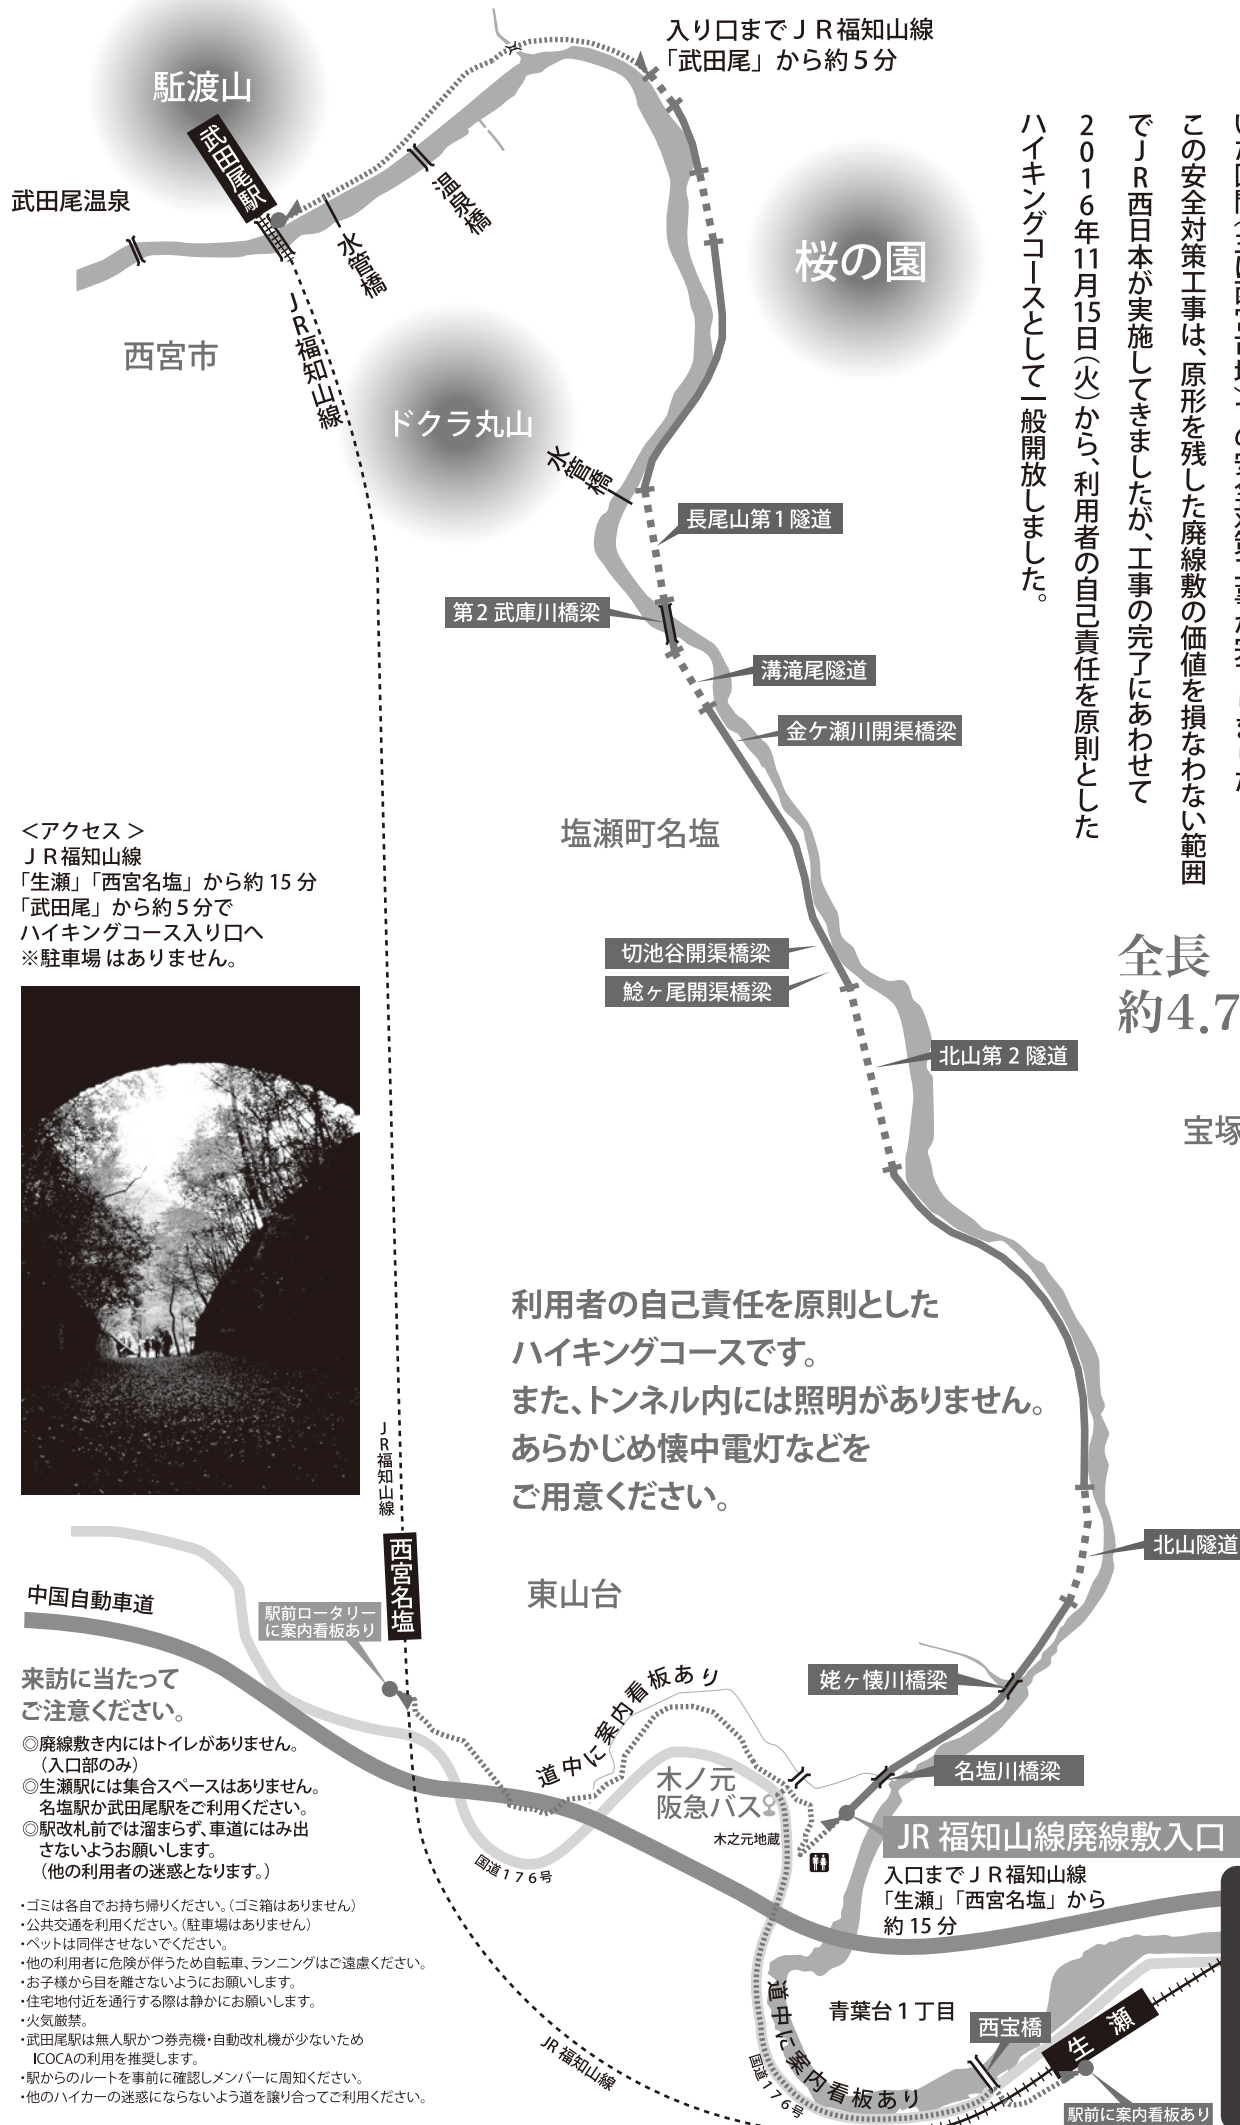 入り口までＪＲ福知山線
「武田尾」から約５分
駈渡山
武田尾駅
武田尾温泉
温泉橋
水管橋
ＪＲ福知山線
西宮市
桜の園
ドクラ丸山
水管橋
この安全対策工事は、原形を残した廃線敷の価値を損なわない範囲
でJR西日本が実施してきましたが、工事の完了にあわせて
2016年11月15日（火）から、利用者の自己責任を原則とした
ハイキングコースとして一般開放しました。
長尾山第１隧道
第２武庫川橋梁
溝滝尾隧道
金ケ瀬川開渠橋梁
塩瀬町名塩
＜アクセス＞
ＪＲ福知山線
「生瀬」「西宮名塩」から約15分
「武田尾」から約５分で
ハイキングコース入り口へ
※駐車場はありません。
切池谷開渠橋梁
鯰ヶ尾開渠橋梁
全長
約4.7
北山第２隧道
宝塚
利用者の自己責任を原則とした
ハイキングコースです。
また、トンネル内には照明がありません。
あらかじめ懐中電灯などを
ご用意ください。
ＪＲ福知山線
西宮名塩
東山台
北山隧道
中国自動車道
駅前ロータリー
に案内看板あり
姥ヶ懐川橋梁
道中に案内看板あり
名塩川橋梁
木ノ元
阪急バス
木之元地蔵
JR 福知山線廃線敷入口
入口までＪＲ福知山線
「生瀬」「西宮名塩」から
約15分
国道１７６号
来訪に当たって
ご注意ください。
◎廃線敷き内にはトイレがありません。
（入口部のみ）
◎生瀬駅には集合スペースはありません。
名塩駅か武田尾駅をご利用ください。
◎駅改札前では溜まらず、車道にはみ出
さないようお願いします。
（他の利用者の迷惑となります。）
・ゴミは各自でお持ち帰りください。（ゴミ箱はありません）
・公共交通を利用ください。（駐車場はありません）
・ペットは同伴させないでください。
・他の利用者に危険が伴うため自転車、ランニングはご遠慮ください。
・お子様から目を離さないようにお願いします。
・住宅地付近を通行する際は静かにお願いします。
・火気厳禁。
・武田尾駅は無人駅かつ券売機・自動改札機が少ないため
ICOCAの利用を推奨します。
・駅からのルートを事前に確認しメンバーに周知ください。
・他のハイカーの迷惑にならないよう道を譲り合ってご利用ください。
JR 福知山線
道中に案内看板あり
国道１７６号
青葉台１丁目
西宝橋
生瀬
駅前に案内看板あり